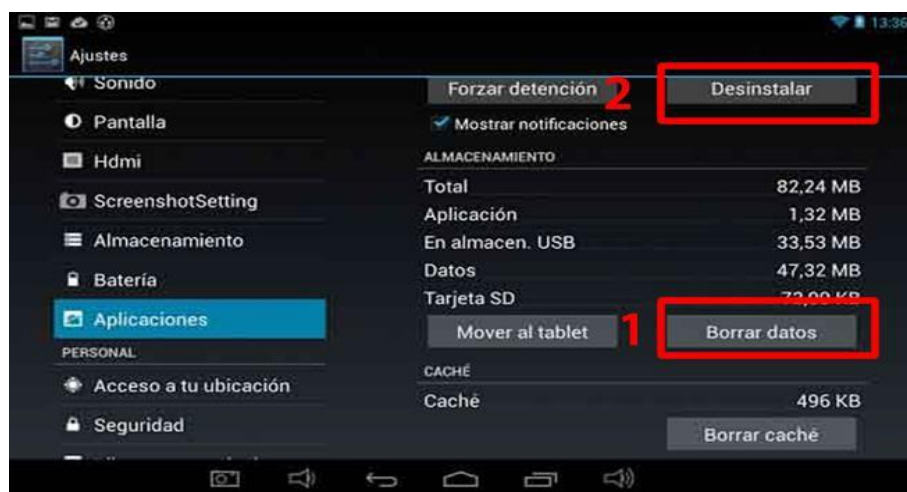 13:36
Ajustes
Sonido
Pantalla
Hdmi
ScreenshotSetting
Almacenamiento
Batería
Aplicaciones
PERSONAL
Acceso a tu ubicación
Seguridad
Forzar detención
2
Desinstalar
Mostrar notificaciones
ALMACENAMIENTO
Total 82,24 MB
Aplicación 1,32 MB
En almacen. USB 33,53 MB
Datos 47,32 MB
Tarjeta SD
Mover al tablet
1
Borrar datos
CACHÉ
Caché 496 KB
Borrar caché